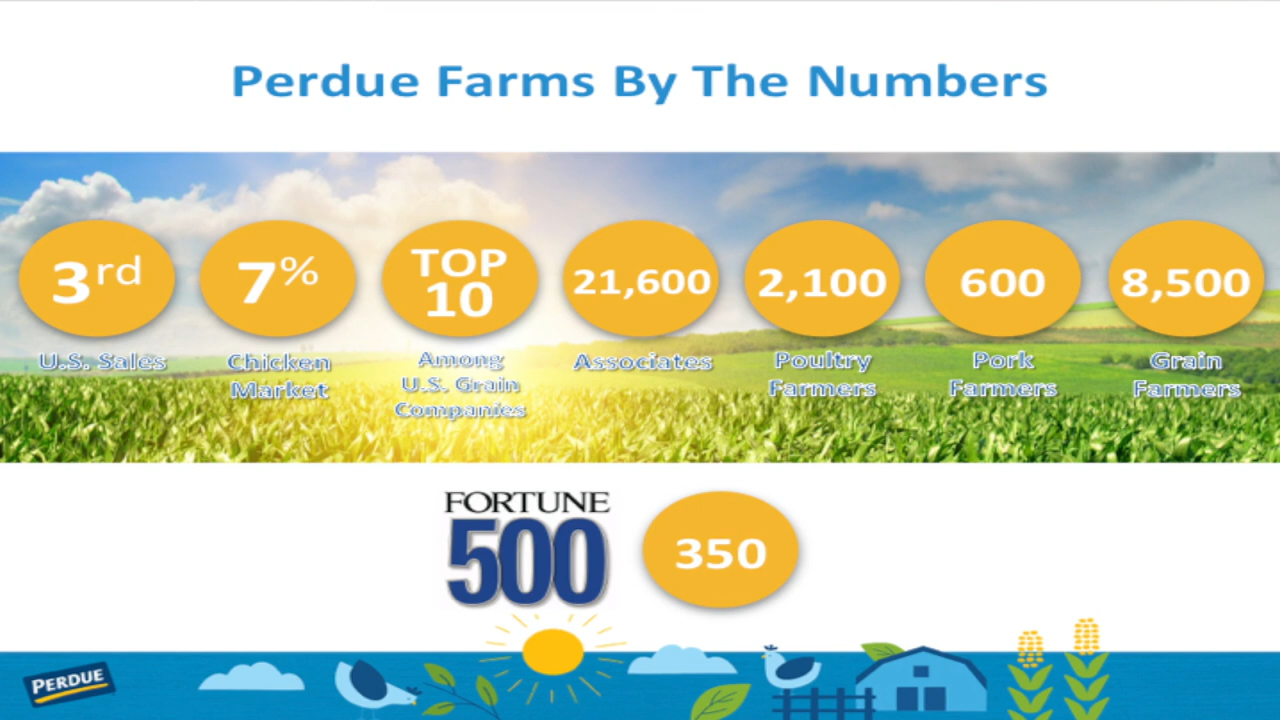 Perdue Farms By The Numbers
3rd
7%
TOP
10
21,600
2,100
600
8,500
U.S. Sales
Chicken
Market
Among
U.S. Grain
Companies
Associates
Poultry
Farmers
Pork
Farmers
Grain
Farmers
FORTUNE
500
350
PERDUE